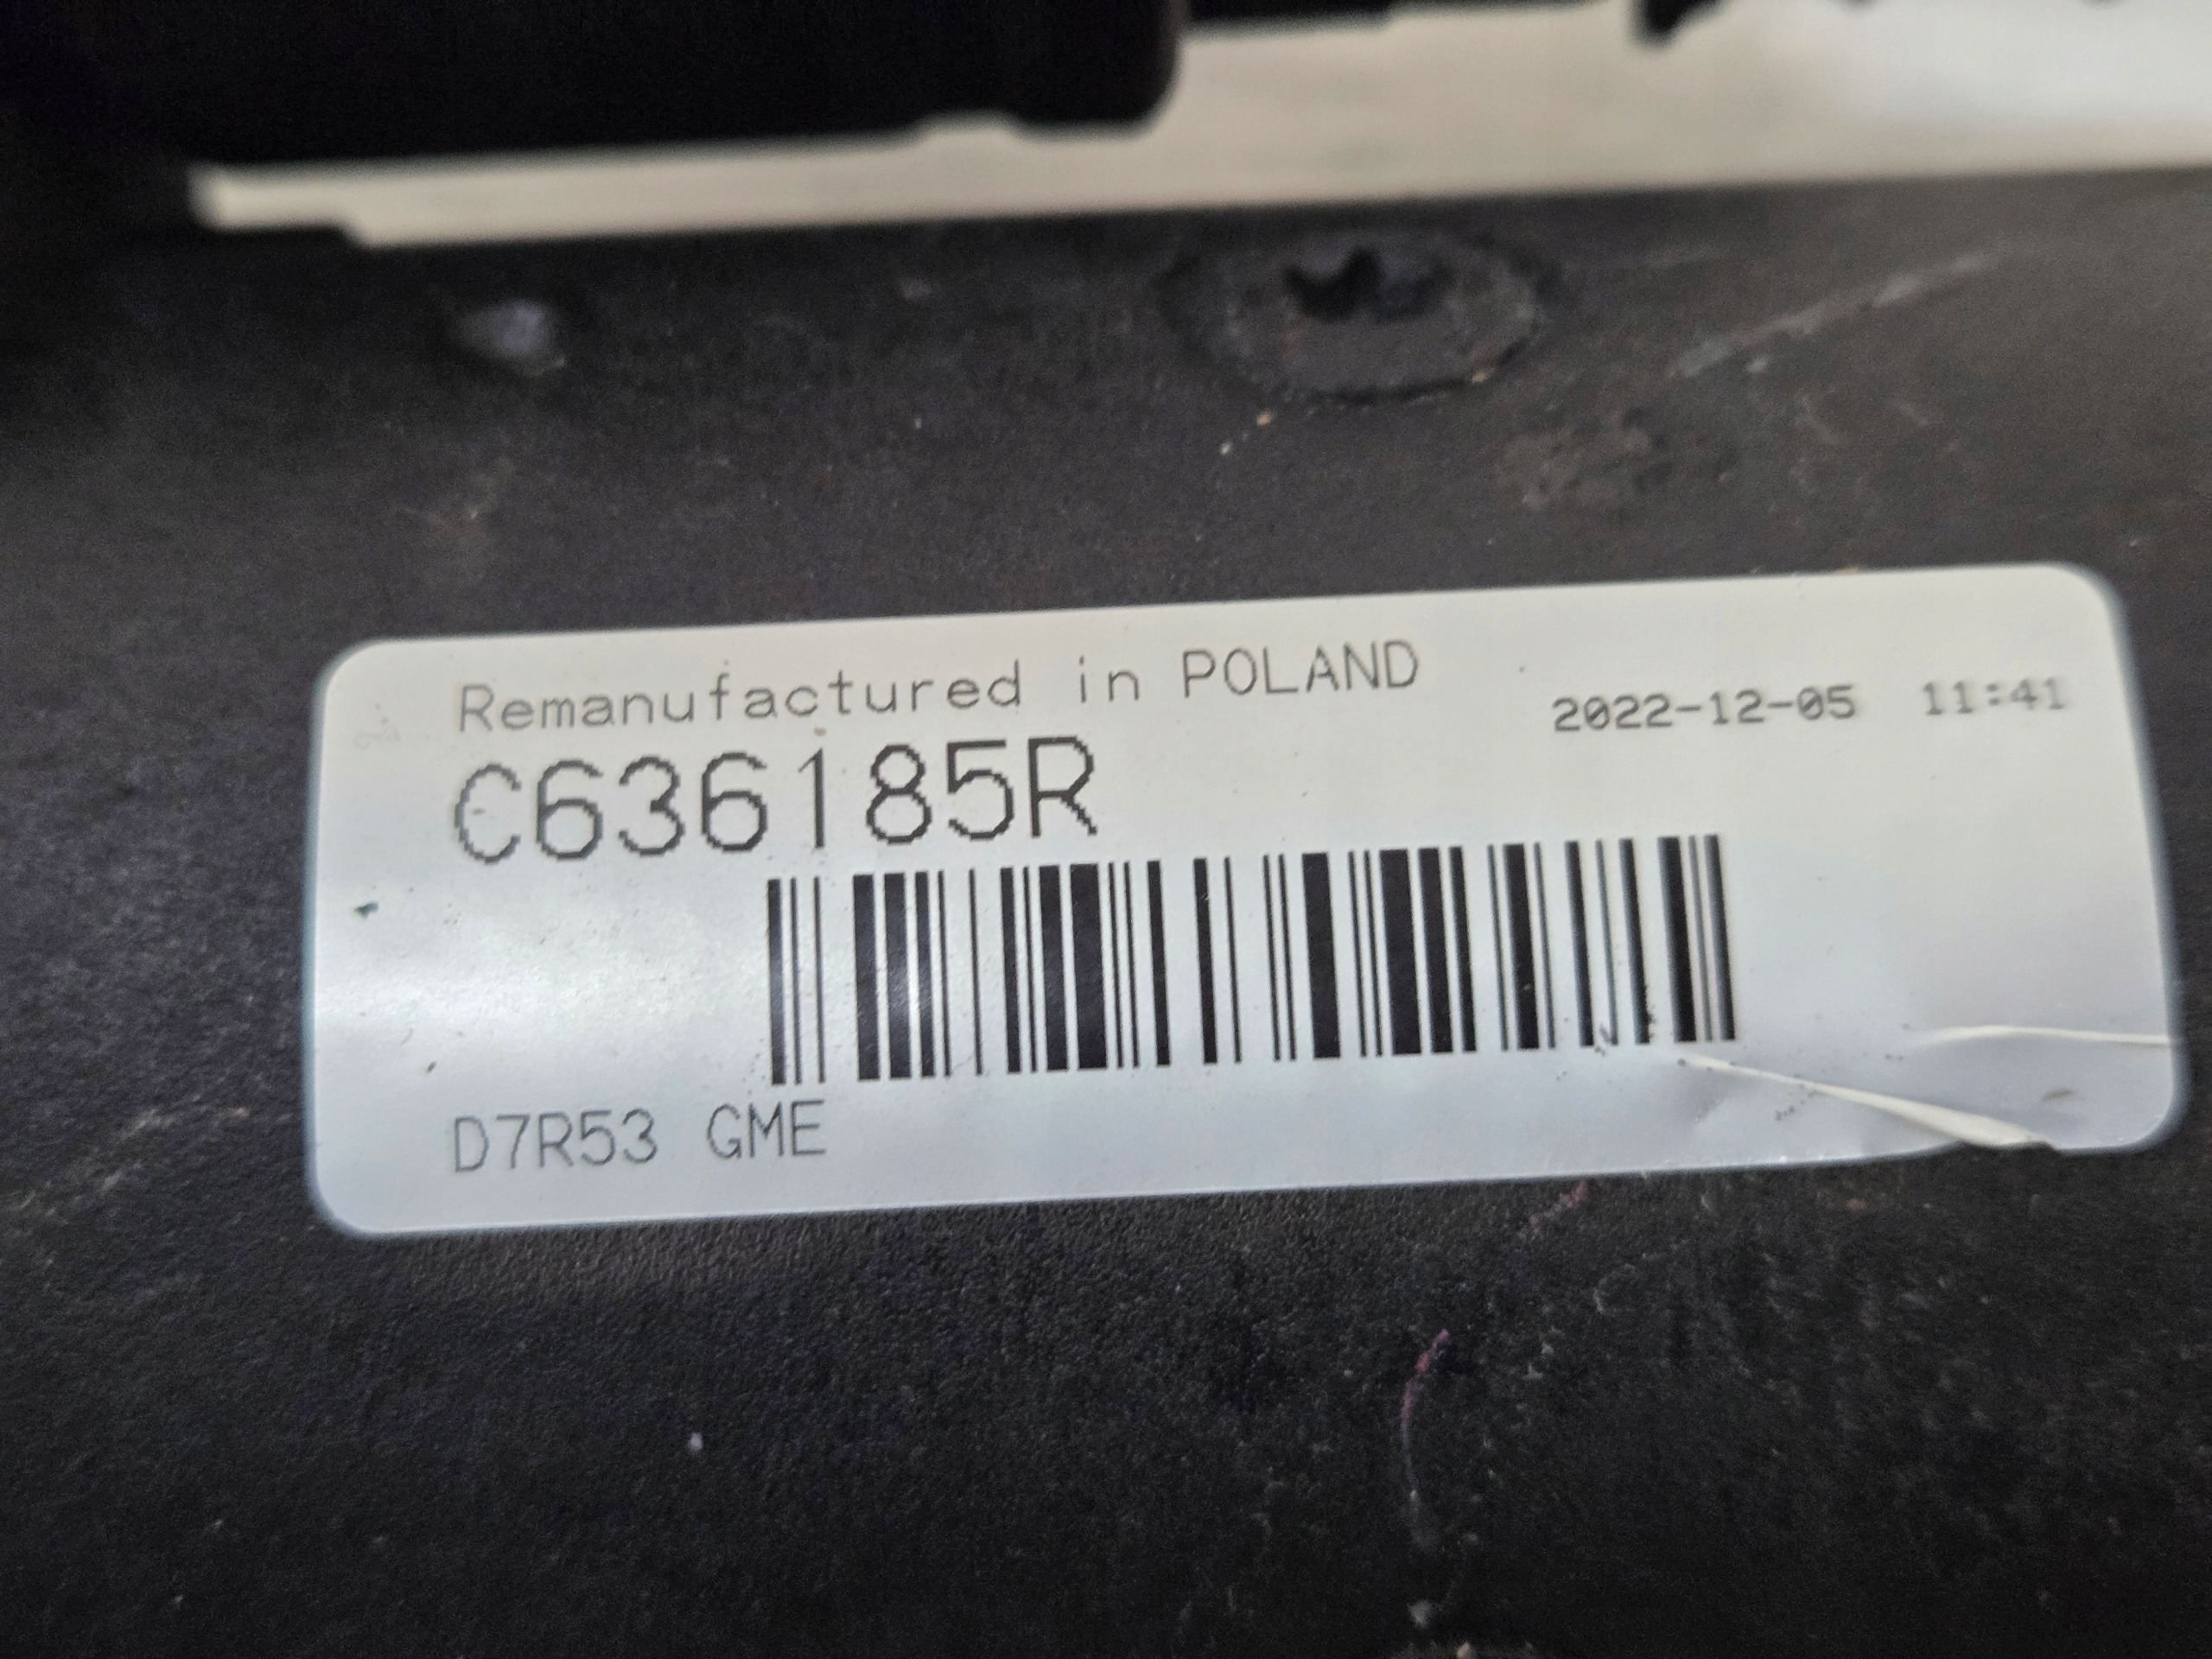 Remanufactured in POLAND
2022-12-05 11:41
C636185R
D7R53 GME